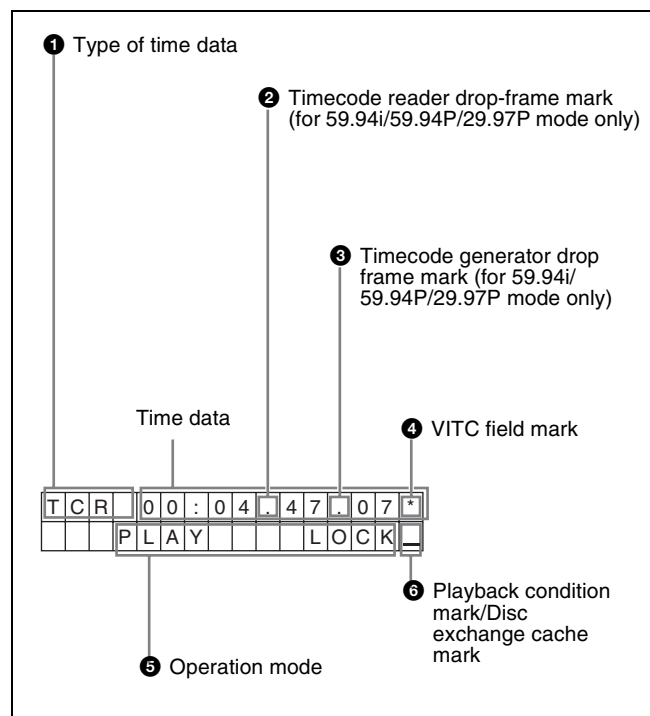 ❶ Type of time data
❷ Timecode reader drop-frame mark
(for 59.94i/59.94P/29.97P mode only)
❸ Timecode generator drop
frame mark (for 59.94i/
59.94P/29.97P mode only)
Time data
❹ VITC field mark
TCR 00:04.47.07*
PLAY LOCK_
❻ Playback condition
mark/Disc
exchange cache
mark
❺ Operation mode